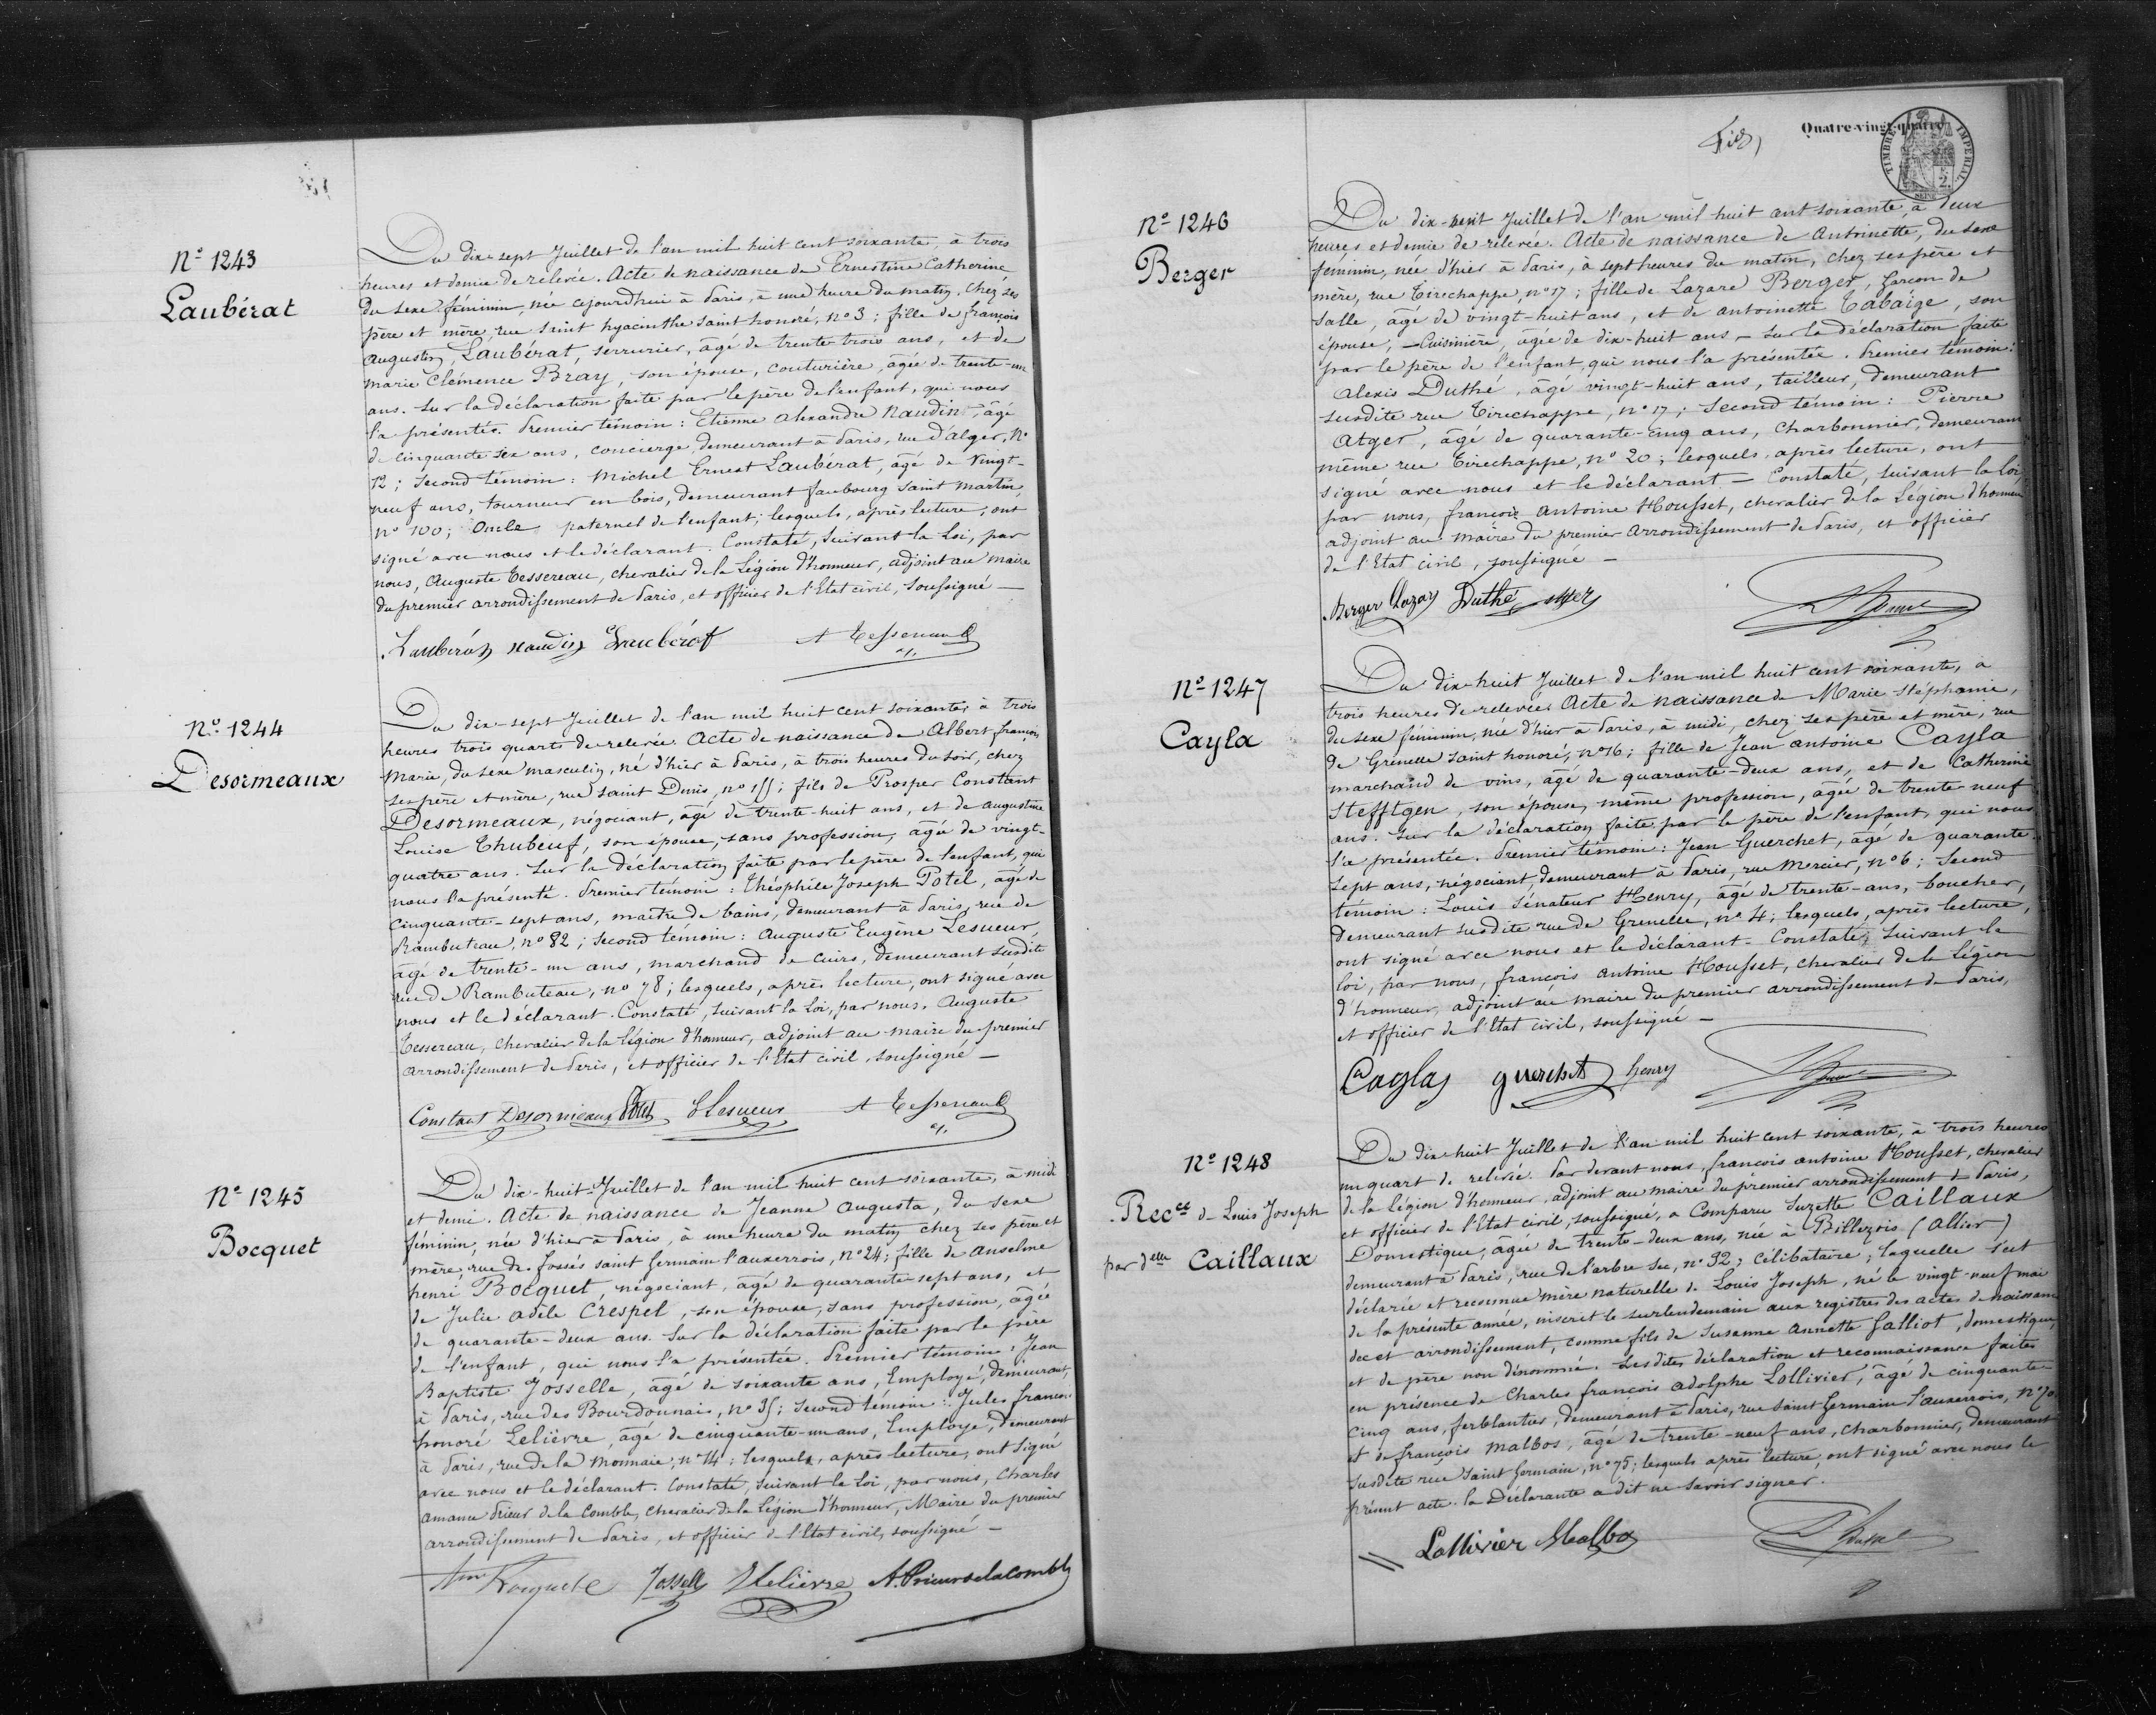 Nº 1243
Laubérat
Du dix-sept Juillet de l'an mil huit cent soixante, à trois
heures et demie de relevée. Acte de naissance de Ernestine Catherine
du sexe féminin, née cejourd'hui à Paris, à une heure du matin, chez ses
père et mère, rue Saint hyacinthe Saint honoré, nº 3; fille de françois
Augustin Laubérat, serrurier, âgé de trente-trois ans, et de
marie Clémence Bray, son épouse, couturière, âgée de trente-un
ans. Sur la déclaration faite par le père de l'enfant, qui nous
l'a présentée. Premier témoin: Etienne Alexandre Naudin, âgé
de cinquante six ans, concierge, demeurant à Paris, rue d'alger, Nº
12; Second témoin: Michel Ernest Laubérat, âgé de vingt-
neuf ans, tourneur en bois, demeurant faubourg Saint Martin,
nº 100; Oncle paternel de l'enfant; lesquels, après lecture, ont
signé avec nous et le déclarant. Constaté, suivant la Loi, par
nous, Auguste Tessereau, chevalier de la Légion d'honneur, adjoint au Maire
du premier arrondissement de Paris, et officier de l'Etat civil, soussigné —
Laubérat Naudin Laubérat A Tessereau
Nº 1244
Desormeaux
Du dix-sept Juillet de l'an mil huit cent soixante, à trois
heures trois quarts de relevée. Acte de naissance de Albert françois
Marie, du sexe masculin, né d'hier à Paris, à trois heures du soir, chez
ses père et mère, rue Saint Denis, nº 155; fils de Prosper Constant
Desormeaux, négociant, âgé de trente-huit ans, et de augustine
Louise Thubeuf, son épouse, sans profession, âgée de vingt-
quatre ans. Sur la déclaration faite par le père de l'enfant, qui
nous l'a présenté. Premier témoin: Théophile Joseph Potel, âgé de
cinquante-sept ans, maître de bains, demeurant à Paris, rue de
Rambuteau, nº 82; second témoin: Auguste Eugène Lesueur,
âgé de trente-un ans, marchand de cuirs, demeurant susdite
rue de Rambuteau, nº 78; lesquels, après lecture, ont signé avec
nous et le déclarant. Constaté, suivant la Loi, par nous, Auguste
Tessereau, chevalier de la Légion d'honneur, adjoint au Maire du premier
arrondissement de Paris, et officier de l'Etat civil, soussigné —
Constant Desormeaux Potel Lesueur A Tessereau
Nº 1245
Bocquet
Du dix-huit Juillet de l'an mil huit cent soixante, à midi
et demi. Acte de naissance de Jeanne Augusta, du sexe
féminin, née d'hier à Paris, à une heure du matin chez ses père et
mère, rue des fossés saint Germain l'auxerrois, nº 24; fille de Anselme
henri Bocquet, négociant, âgé de quarante-sept ans, et
de Julie adèle Crespel, son épouse, sans profession, âgée
de quarante-deux ans. Sur la déclaration faite par le père
de l'enfant, qui nous l'a présentée. Premier témoin: Jean
Baptiste Josselle, âgé de soixante ans, Employé, demeurant
à Paris, rue des Bourdonnais, nº 35; second témoin: Jules françois
honoré Lelièvre, âgé de cinquante-un ans, Employé, demeurant
à Paris, rue de la Monnaie, nº 14; lesquels, après lecture, ont signé
avec nous et le déclarant. Constaté, suivant la Loi, par nous, Charles
amance Prieur de la Comble, chevalier de la Légion d'honneur, Maire du premier
arrondissement de Paris, et officier de l'Etat civil, soussigné —
Bocquet Josselle Lelièvre A. Prieur de la Comble
Quatre-vingt-quatre
TIMBRE IMPERIAL
SEINE
Nº 1246
Berger
Du dix-huit Juillet de l'an mil huit cent soixante, à deux
heures et demie de relevée. Acte de naissance de Antoinette, du sexe
féminin, née d'hier à Paris, à sept heures du matin, chez ses père et
mère, rue Tirechappe, nº 17; fille de Lazare Berger, garçon de
salle, âgé de vingt-huit ans, et de antoinette Tabaige, son
épouse, — Cuisinière, âgée de dix-huit ans — Sur la déclaration faite
par le père de l'enfant, qui nous l'a présentée. Premier témoin:
Alexis Duthé, âgé vingt-huit ans, tailleur, demeurant
susdite rue Tirechappe, nº 17; Second témoin: Pierre
Atger, âgé de quarante-cinq ans, charbonnier, demeurant
même rue Tirechappe, nº 20; lesquels, après lecture, ont
signé avec nous et le déclarant — Constaté, suivant la loi,
par nous, françois Antoine Housset, chevalier de la Légion d'honneur
adjoint au maire du premier arrondissement de Paris, et officier
de l'Etat civil, soussigné —
Berger Lazare Duthé Atger
Nº 1247
Cayla
Du dix-huit Juillet de l'an mil huit cent soixante, à
trois heures de relevée. Acte de naissance de Marie Stéphanie,
du sexe féminin, née d'hier à Paris, à midi, chez ses père et mère, rue
de Grenelle saint honoré, nº 16; fille de Jean antoine Cayla
marchand de vins, âgé de quarante-deux ans, et de Catherine
Stefftgen, son épouse, même profession, âgée de trente neuf
ans. Sur la déclaration faite par le père de l'enfant, qui nous
l'a présentée. Premier témoin: Jean Guerchet, âgé de quarante-
sept ans, négociant, demeurant à Paris, rue Mercier, nº 6; Second
témoin: Louis Sénateur Henry, âgé de trente-ans, boucher,
demeurant susdite rue de Grenelle, nº 4; lesquels, après lecture,
ont signé avec nous et le déclarant — Constaté, suivant la
loi, par nous, françois Antoine Housset, chevalier de la Légion
d'honneur, adjoint au maire du premier arrondissement de Paris,
et officier de l'Etat civil, soussigné —
Cayla guerchet henry
Nº 1248
Recce de Louis Joseph
par delle Caillaux
Du dix-huit Juillet de l'an mil huit cent soixante, à trois heures
un quart de relevée. Par devant nous, françois antoine Housset, chevalier
de la Légion d'honneur, adjoint au maire du premier arrondissement de Paris,
et officier de l'Etat civil, soussigné, a Comparu Suzette Caillaux
Domestique, âgée de trente-deux ans, née à Billezois (Allier)
demeurant à Paris, rue de l'arbre sec, nº 32; célibataire; laquelle s'est
déclarée et reconnue mère naturelle de Louis Joseph, né le vingt-neuf mai
de la présente année, inscrit le surlendemain aux registres des actes de naissance
de cet arrondissement, comme fils de Susanne Annette Galliot, domestique,
et de père non dénommé. Lesdites déclaration et reconnaissance faites
en présence de Charles françois Adolphe Lollivier, âgé de cinquante-
cinq ans, ferblantier, demeurant à Paris, rue Saint Germain l'auxerrois, nº 70
et de françois Malbos, âgé de trente-neuf ans, charbonnier, demeurant
susdite rue Saint Germain, nº 75; lesquels après lecture, ont signé avec nous le
présent acte. la Déclarante a dit ne savoir signer.
Lollivier Malbos